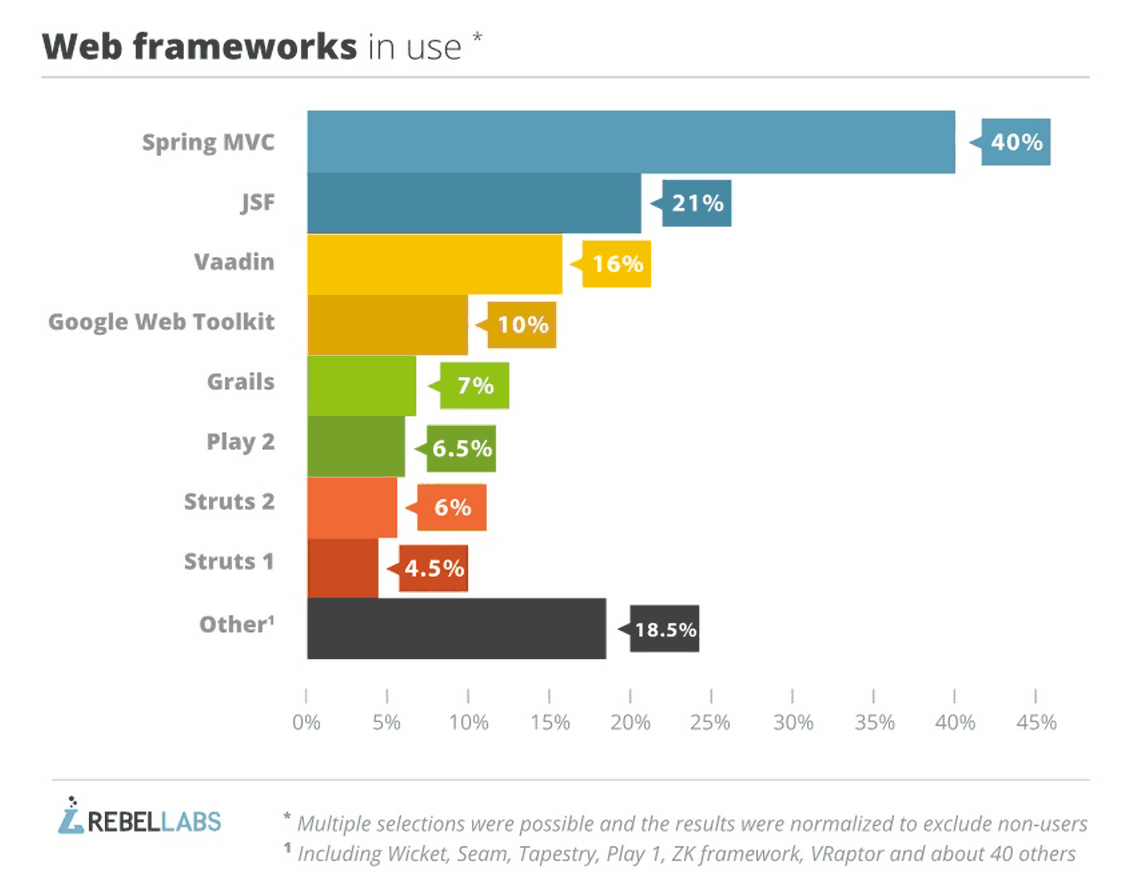 Web frameworks in use *
Spring MVC 40%
JSF 21%
Vaadin 16%
Google Web Toolkit 10%
Grails 7%
Play 2 6.5%
Struts 2 6%
Struts 1 4.5%
Other¹ 18.5%
0% 5% 10% 15% 20% 25% 30% 35% 40% 45%
REBELLABS
* Multiple selections were possible and the results were normalized to exclude non-users
¹ Including Wicket, Seam, Tapestry, Play 1, ZK framework, VRaptor and about 40 others